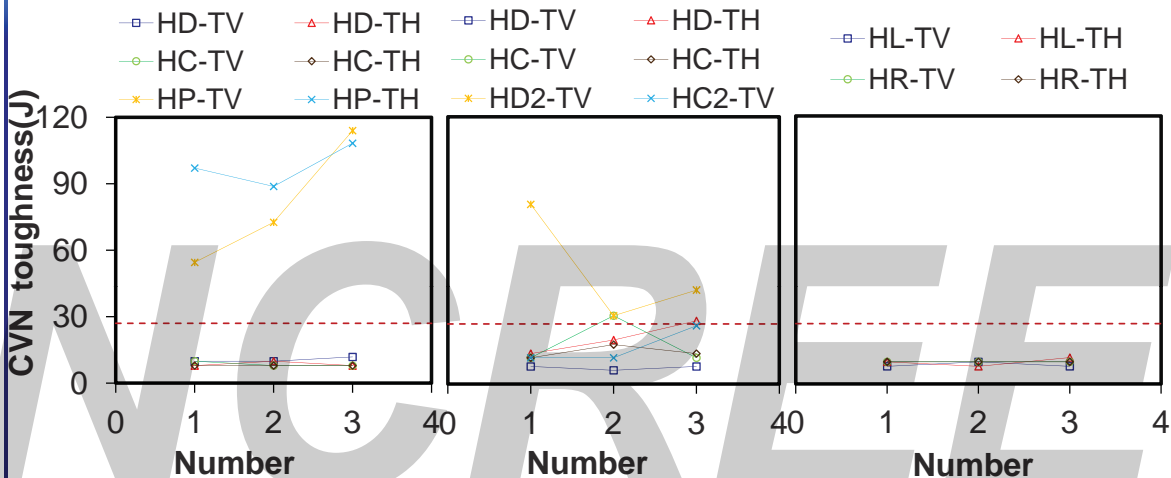 HD-TV HD-TH HD-TV HD-TH HL-TV HL-TH
HC-TV HC-TH HC-TV HC-TH HR-TV HR-TH
HP-TV HP-TH HD2-TV HC2-TV
CVN toughness(J)
120
90
60
30
0
0 1 2 3 4 0 1 2 3 4 0 1 2 3 4
Number Number Number
NCREE